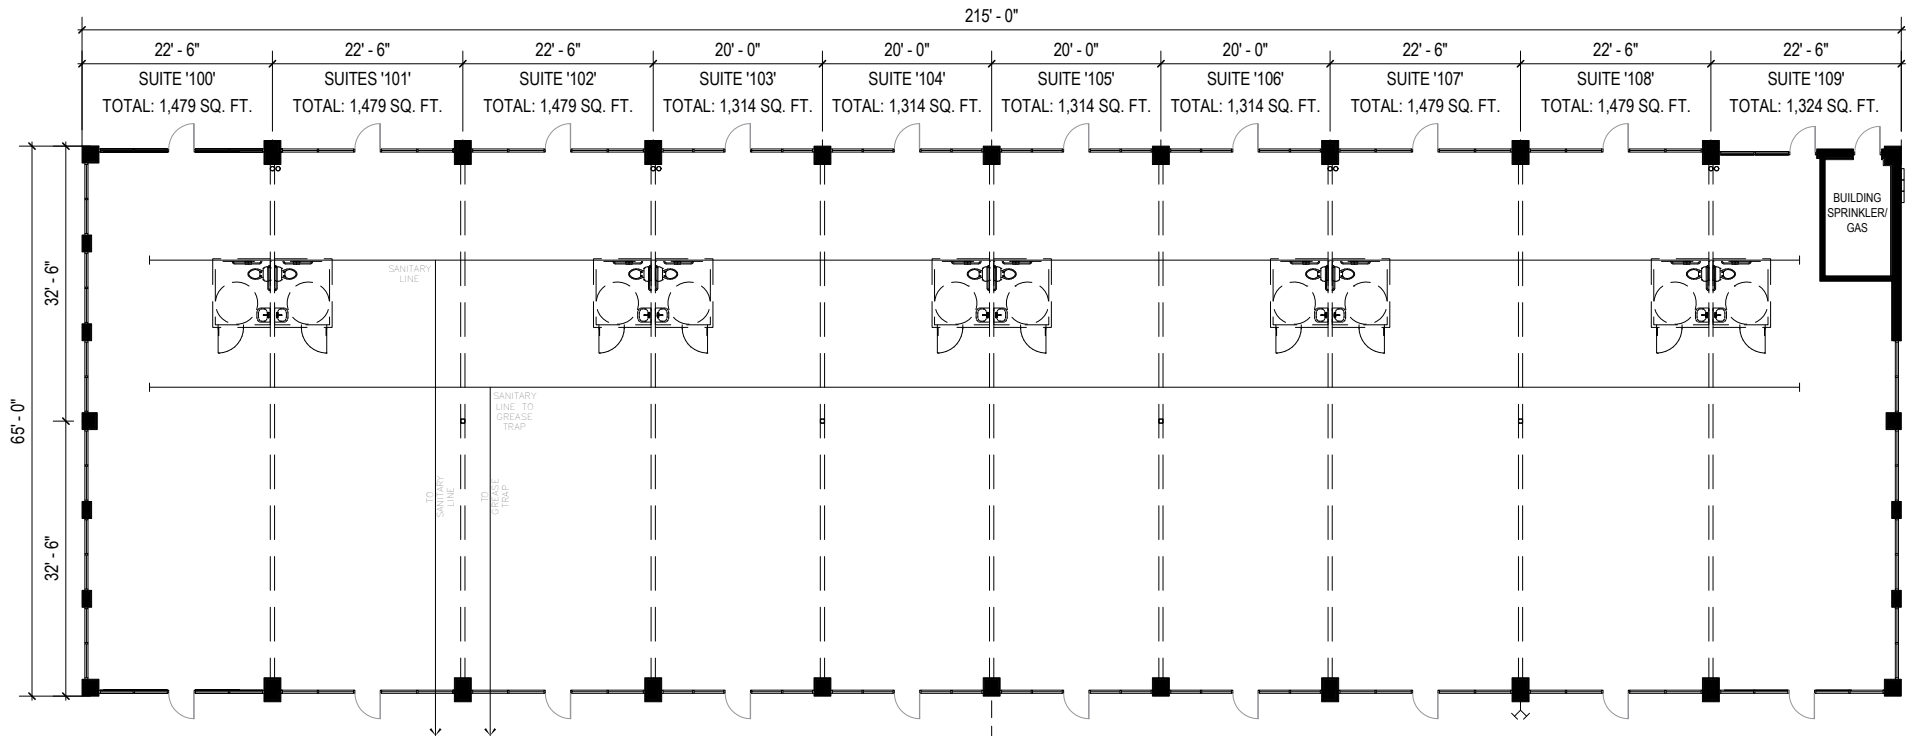 215' - 0"
22' - 6"
22' - 6"
22' - 6"
20' - 0"
20' - 0"
20' - 0"
20' - 0"
22' - 6"
22' - 6"
22' - 6"
SUITE '100'
TOTAL: 1,479 SQ. FT.
SUITES '101'
TOTAL: 1,479 SQ. FT.
SUITE '102'
TOTAL: 1,479 SQ. FT.
SUITE '103'
TOTAL: 1,314 SQ. FT.
SUITE '104'
TOTAL: 1,314 SQ. FT.
SUITE '105'
TOTAL: 1,314 SQ. FT.
SUITE '106'
TOTAL: 1,314 SQ. FT.
SUITE '107'
TOTAL: 1,479 SQ. FT.
SUITE '108'
TOTAL: 1,479 SQ. FT.
SUITE '109'
TOTAL: 1,324 SQ. FT.
BUILDING
SPRINKLER/
GAS
32' - 6"
65' - 0"
32' - 6"
SANITARY
LINE
SANITARY
LINE TO
GREASE
TRAP
TO
SANITARY
LINE
TO
GREASE
TRAP